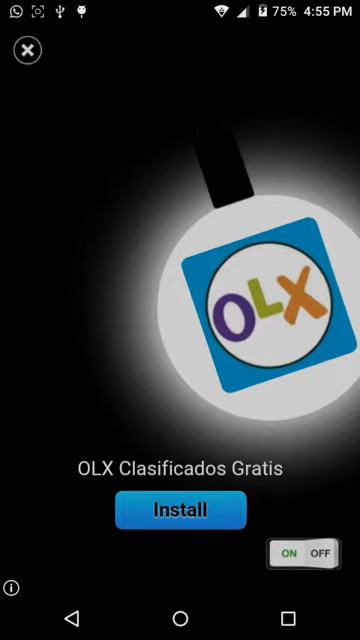 75% 4:55 PM
OLX
OLX Clasificados Gratis
Install
ON OFF